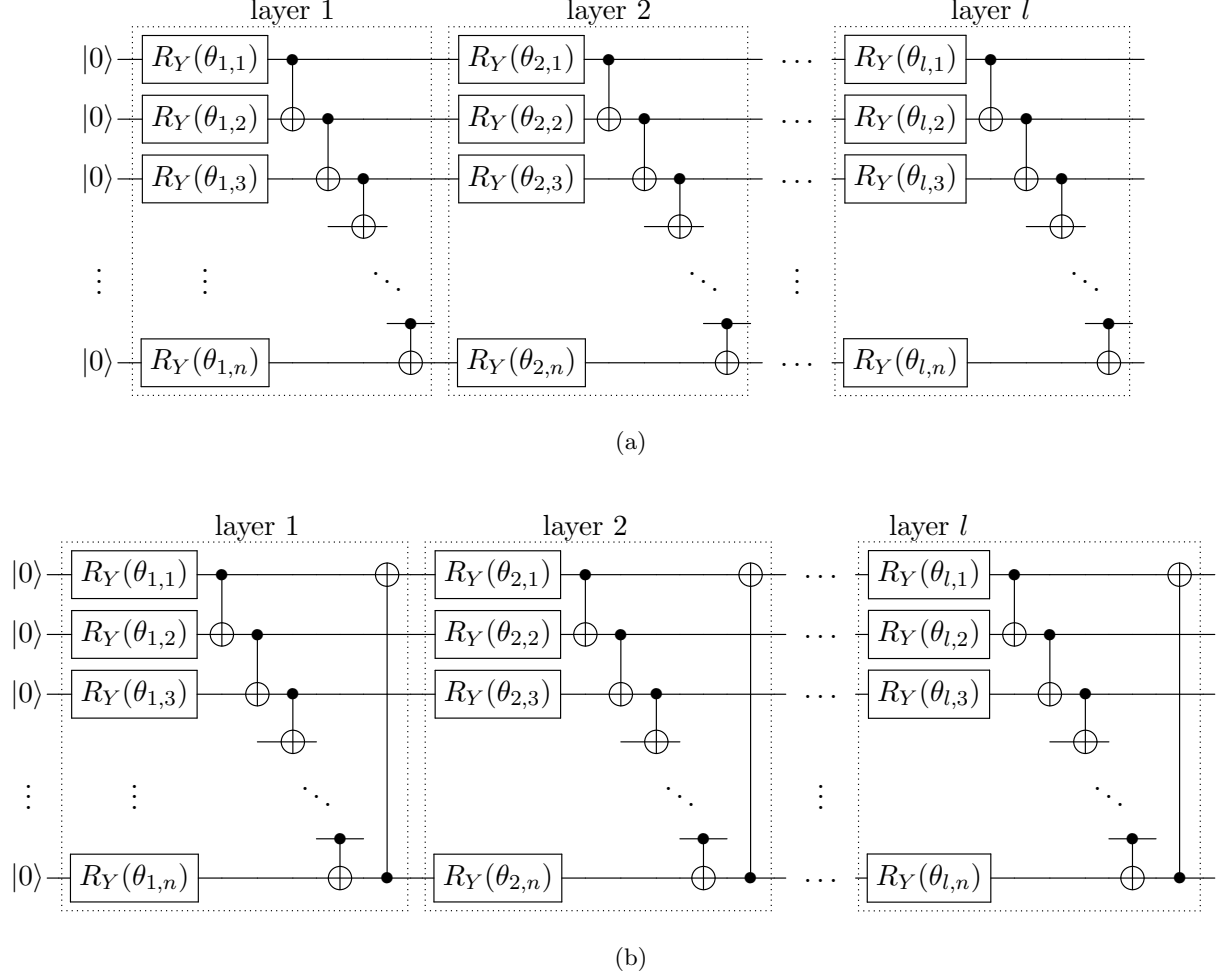 layer 1 layer 2 layer l
|0⟩ R_Y(θ_{1,1}) R_Y(θ_{2,1}) ... R_Y(θ_{l,1})
|0⟩ R_Y(θ_{1,2}) R_Y(θ_{2,2}) ... R_Y(θ_{l,2})
|0⟩ R_Y(θ_{1,3}) R_Y(θ_{2,3}) ... R_Y(θ_{l,3})
|0⟩ R_Y(θ_{1,n}) R_Y(θ_{2,n}) ... R_Y(θ_{l,n})
(a)
layer 1 layer 2 layer l
|0⟩ R_Y(θ_{1,1}) R_Y(θ_{2,1}) ... R_Y(θ_{l,1})
|0⟩ R_Y(θ_{1,2}) R_Y(θ_{2,2}) ... R_Y(θ_{l,2})
|0⟩ R_Y(θ_{1,3}) R_Y(θ_{2,3}) ... R_Y(θ_{l,3})
|0⟩ R_Y(θ_{1,n}) R_Y(θ_{2,n}) ... R_Y(θ_{l,n})
(b)